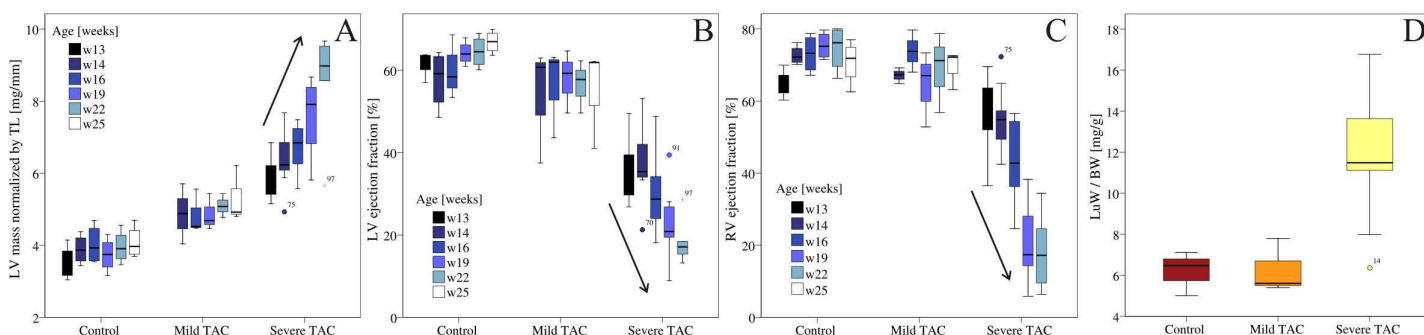 A
LV mass normalized by TL [mg/mm]
10
8
6
4
2
Age [weeks]
w13
w14
w16
w19
w22
w25
75
97
Control
Mild TAC
Severe TAC
B
LV ejection fraction [%]
60
40
20
0
Age [weeks]
w13
w14
w16
w19
w22
w25
70
91
97
Control
Mild TAC
Severe TAC
C
RV ejection fraction [%]
80
60
40
20
0
Age [weeks]
w13
w14
w16
w19
w22
w25
75
Control
Mild TAC
Severe TAC
D
LuW / BW [mg/g]
18
16
14
12
10
8
6
4
14
Control
Mild TAC
Severe TAC